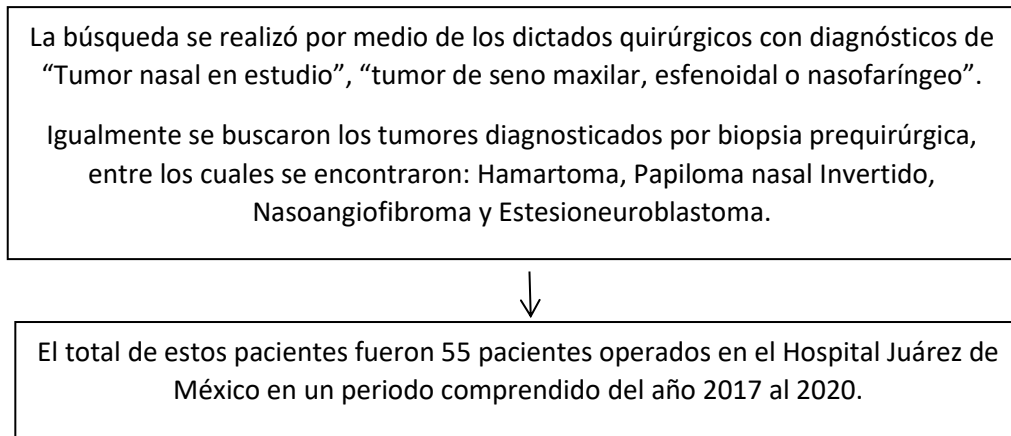 La búsqueda se realizó por medio de los dictados quirúrgicos con diagnósticos de
“Tumor nasal en estudio”, “tumor de seno maxilar, esfenoidal o nasofaríngeo”.
Igualmente se buscaron los tumores diagnosticados por biopsia prequirúrgica,
entre los cuales se encontraron: Hamartoma, Papiloma nasal Invertido,
Nasoangiofibroma y Estesioneuroblastoma.
El total de estos pacientes fueron 55 pacientes operados en el Hospital Juárez de
México en un periodo comprendido del año 2017 al 2020.